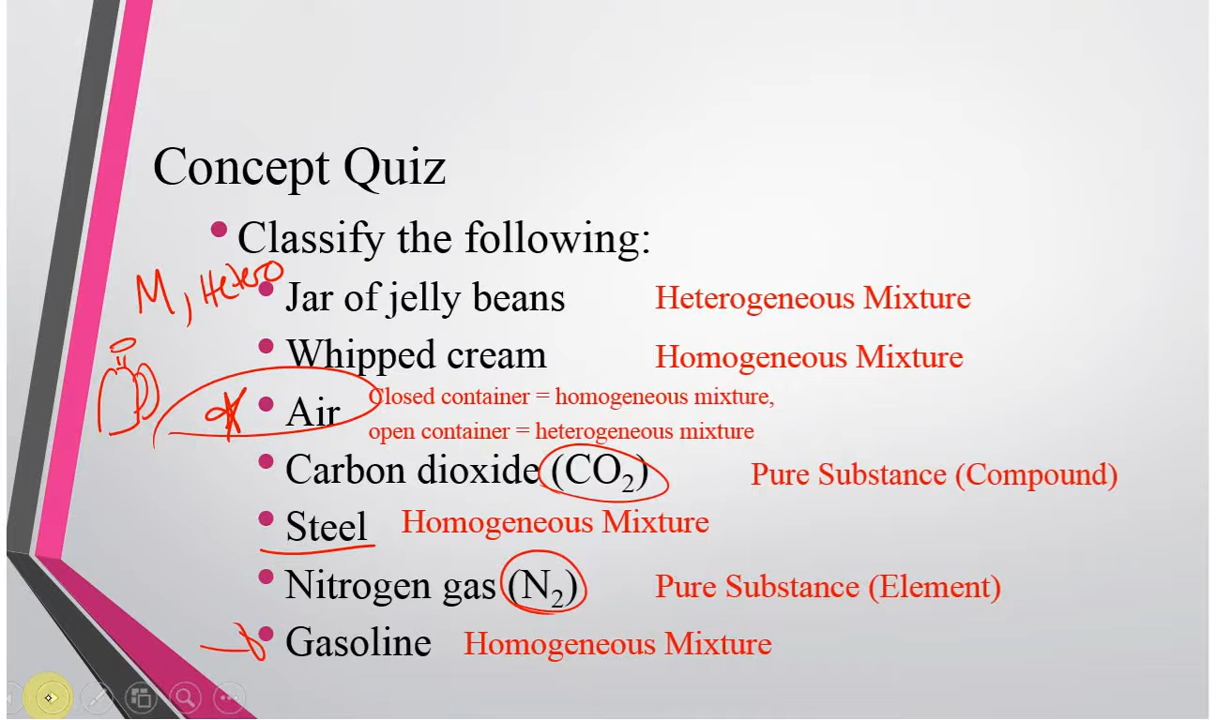 Concept Quiz
• Classify the following:
M, Hetero
• Jar of jelly beans Heterogeneous Mixture
• Whipped cream Homogeneous Mixture
• Air Closed container = homogeneous mixture,
open container = heterogeneous mixture
• Carbon dioxide (CO₂) Pure Substance (Compound)
• Steel Homogeneous Mixture
• Nitrogen gas (N₂) Pure Substance (Element)
• Gasoline Homogeneous Mixture